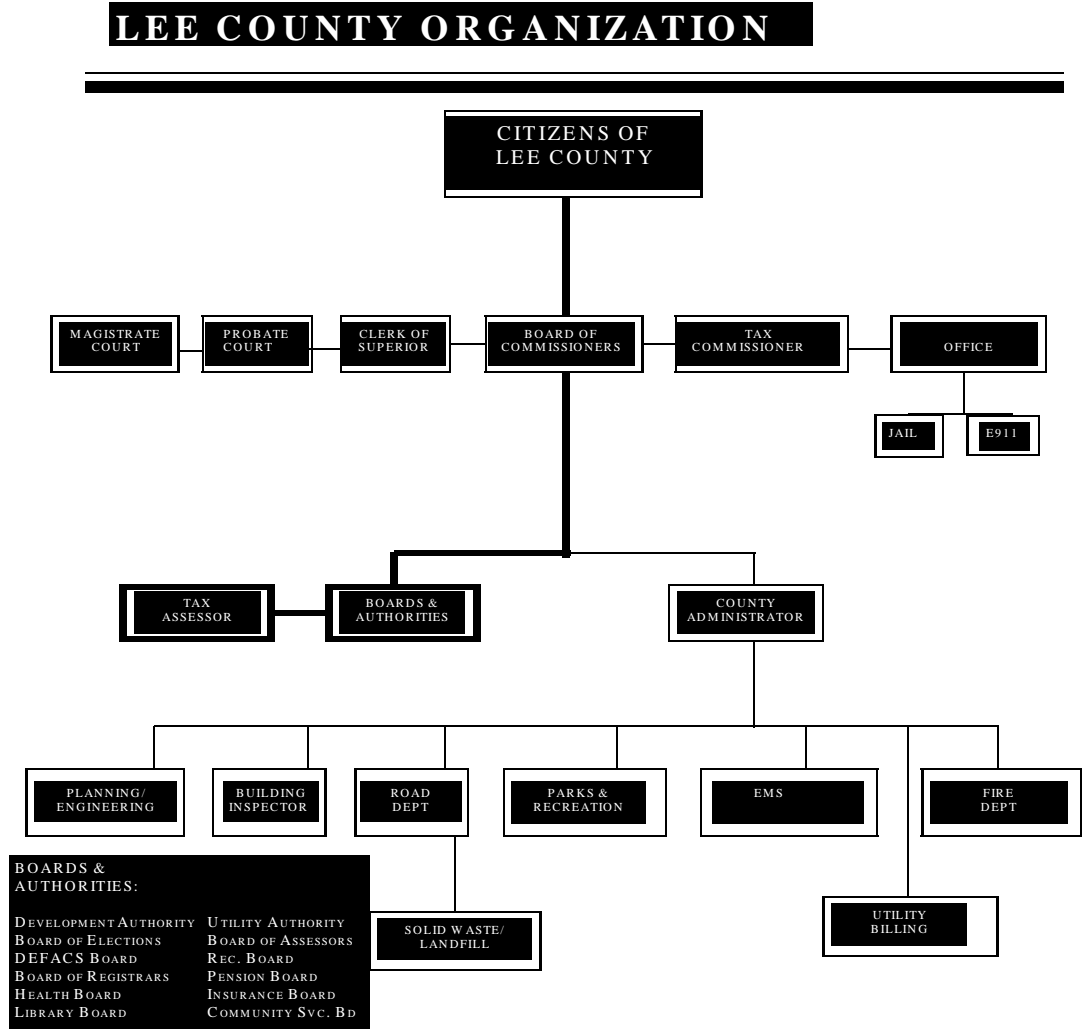 LEE COUNTY ORGANIZATION
CITIZENS OF
LEE COUNTY
MAGISTRATE
COURT
PROBATE
COURT
CLERK OF
SUPERIOR
BOARD OF
COMMISSIONERS
TAX
COMMISSIONER
OFFICE
JAIL
E911
TAX
ASSESSOR
BOARDS &
AUTHORITIES
COUNTY
ADMINISTRATOR
PLANNING/
ENGINEERING
BUILDING
INSPECTOR
ROAD
DEPT
PARKS &
RECREATION
EMS
FIRE
DEPT
SOLID WASTE/
LANDFILL
UTILITY
BILLING
BOARDS &
AUTHORITIES:
DEVELOPMENT AUTHORITY UTILITY AUTHORITY
BOARD OF ELECTIONS BOARD OF ASSESSORS
DEFACS BOARD REC. BOARD
BOARD OF REGISTRARS PENSION BOARD
HEALTH BOARD INSURANCE BOARD
LIBRARY BOARD COMMUNITY SVC. BD